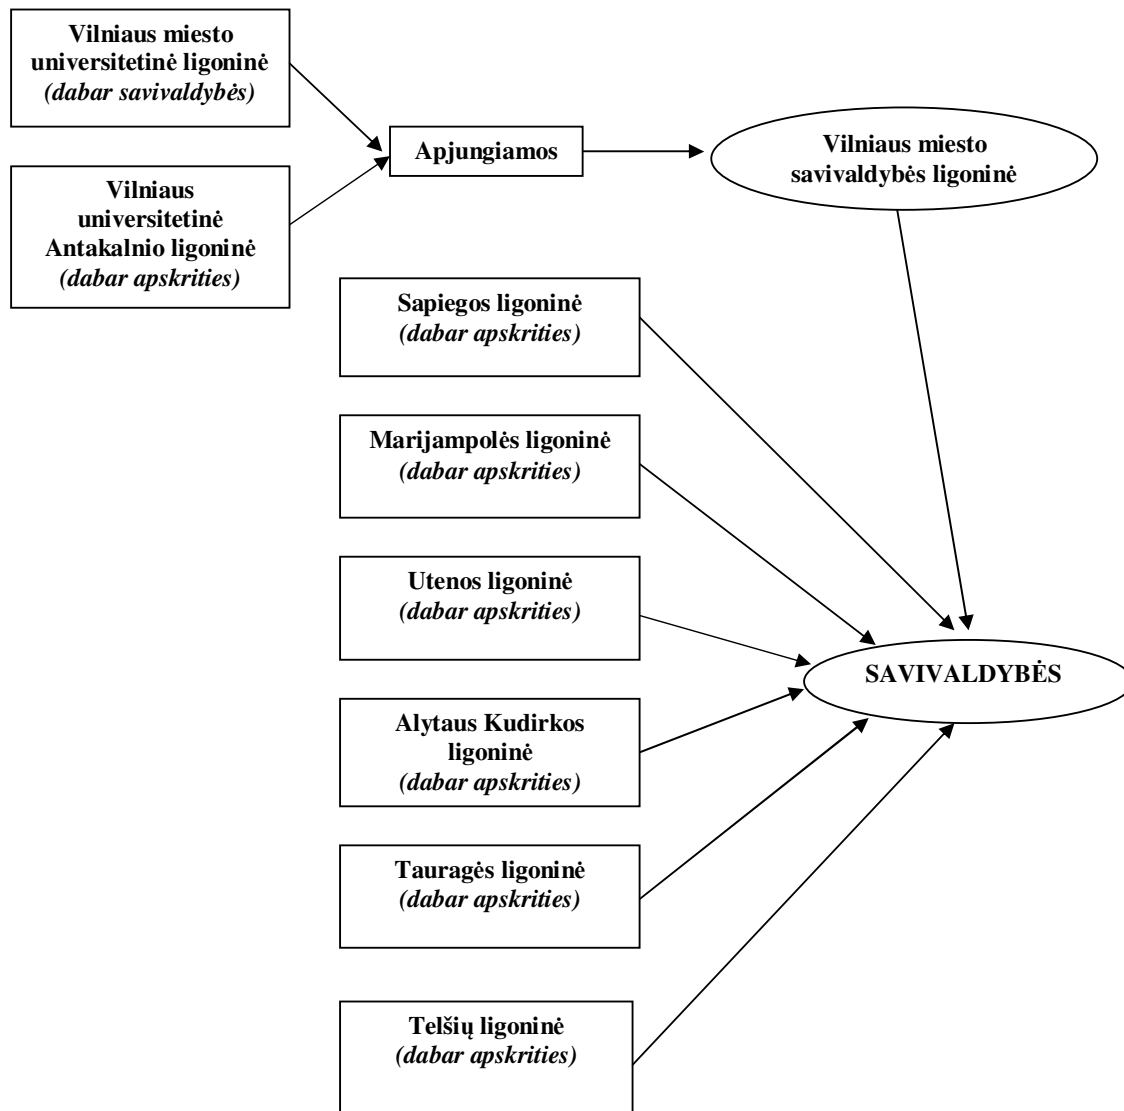 Vilniaus miesto
universitetinė ligoninė
(dabar savivaldybės)
Vilniaus
universitetinė
Antakalnio ligoninė
(dabar apskrities)
Apjungiamos
Vilniaus miesto
savivaldybės ligoninė
Sapiegos ligoninė
(dabar apskrities)
Marijampolės ligoninė
(dabar apskrities)
Utenos ligoninė
(dabar apskrities)
SAVIVALDYBĖS
Alytaus Kudirkos
ligoninė
(dabar apskrities)
Tauragės ligoninė
(dabar apskrities)
Telšių ligoninė
(dabar apskrities)